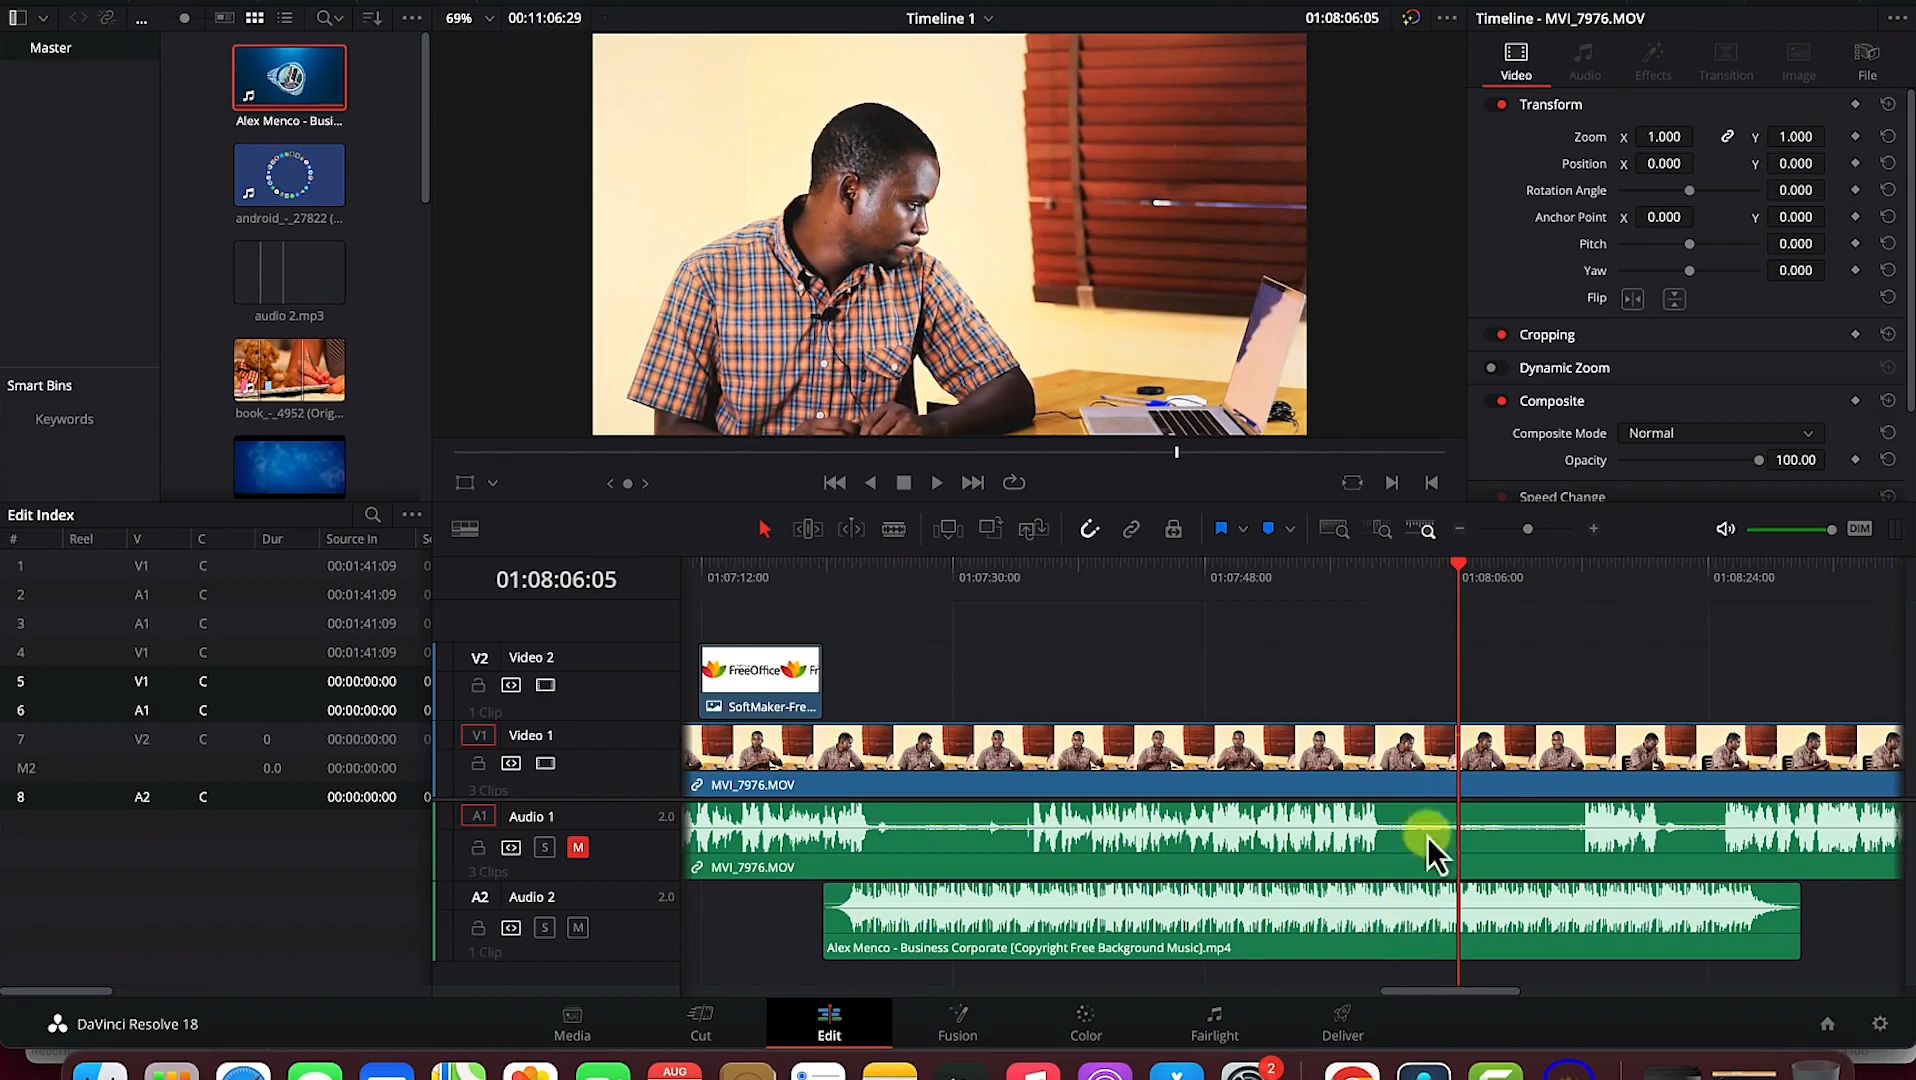 69%
00:11:06:29
Timeline 1
01:08:06:05
Timeline - MVI_7976.MOV
Master
Alex Menco - Busi...
android_-_27822 (...
audio 2.mp3
book_-_4952 (Orig...
Smart Bins
Keywords
Video
Audio
Effects
Transition
Image
File
Transform
Zoom X 1.000 Y 1.000
Position X 0.000 Y 0.000
Rotation Angle 0.000
Anchor Point X 0.000 Y 0.000
Pitch 0.000
Yaw 0.000
Flip
Cropping
Dynamic Zoom
Composite
Composite Mode Normal
Opacity 100.00
Speed Change
Edit Index
# Reel V C Dur Source In
1 V1 C 00:01:41:09
2 A1 C 00:01:41:09
3 A1 C 00:01:41:09
4 V1 C 00:01:41:09
5 V1 C 00:00:00:00
6 A1 C 00:00:00:00
7 V2 C 0 00:00:00:00
M2 0.0 00:00:00:00
8 A2 C 00:00:00:00
DIM
01:08:06:05
01:07:12:00
01:07:30:00
01:07:48:00
01:08:06:00
01:08:24:00
V2 Video 2
1 Clip
FreeOffice
SoftMaker-Fre...
V1 Video 1
3 Clips
MVI_7976.MOV
A1 Audio 1 2.0
S M
3 Clips
MVI_7976.MOV
A2 Audio 2 2.0
S M
1 Clip
Alex Menco - Business Corporate [Copyright Free Background Music].mp4
DaVinci Resolve 18
Media
Cut
Edit
Fusion
Color
Fairlight
Deliver
AUG
2